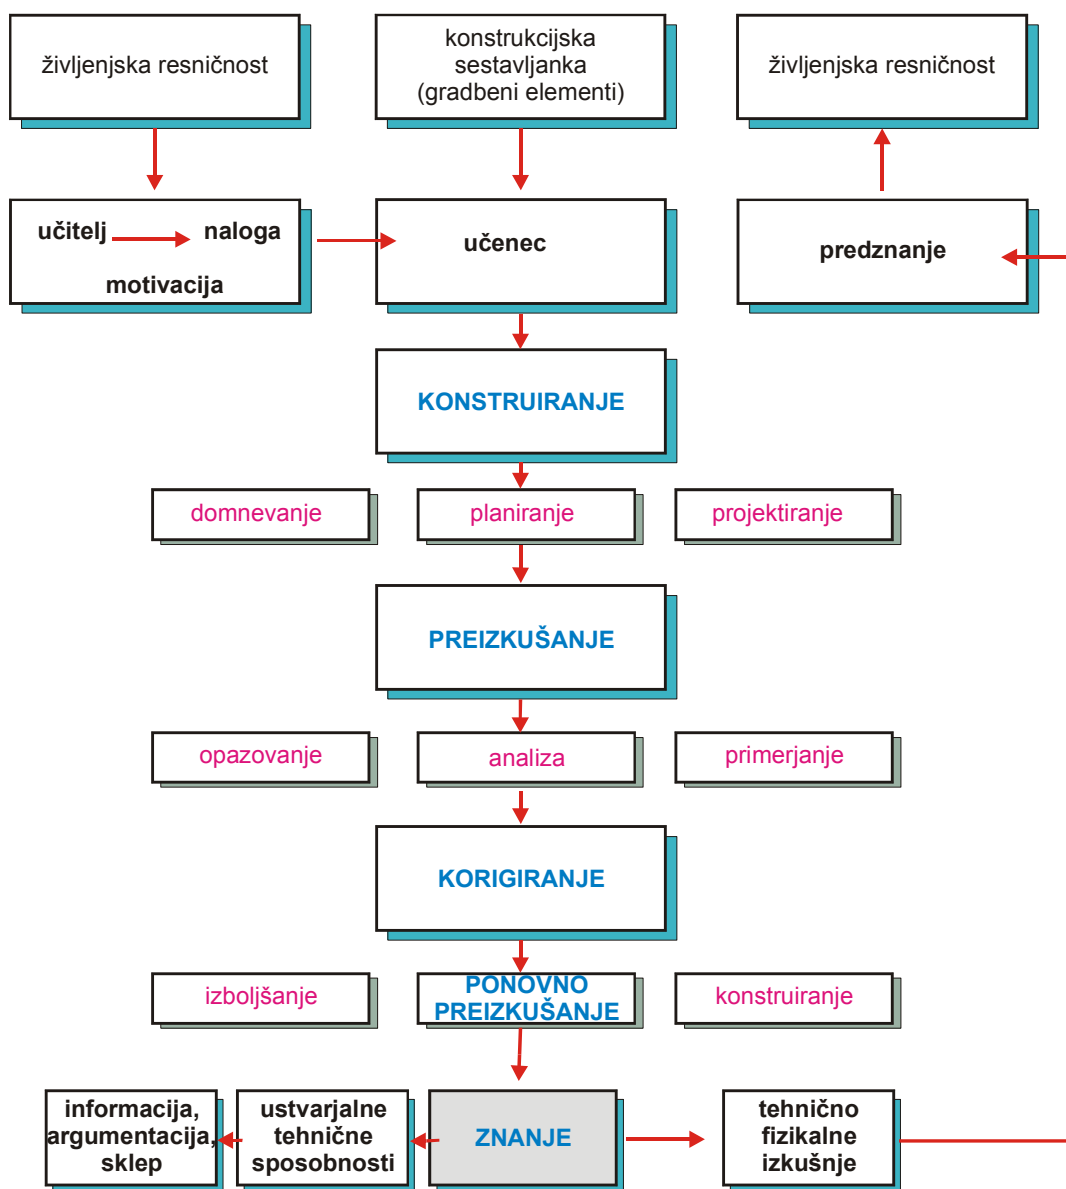 življenjska resničnost
konstrukcijska
sestavljanka
(gradbeni elementi)
življenjska resničnost
učitelj
naloga
motivacija
učenec
predznanje
KONSTRUIRANJE
domnevanje
planiranje
projektiranje
PREIZKUŠANJE
opazovanje
analiza
primerjanje
KORIGIRANJE
izboljšanje
PONOVNO
PREIZKUŠANJE
konstruiranje
informacija,
argumentacija,
sklep
ustvarjalne
tehnične
sposobnosti
ZNANJE
tehnično
fizikalne
izkušnje